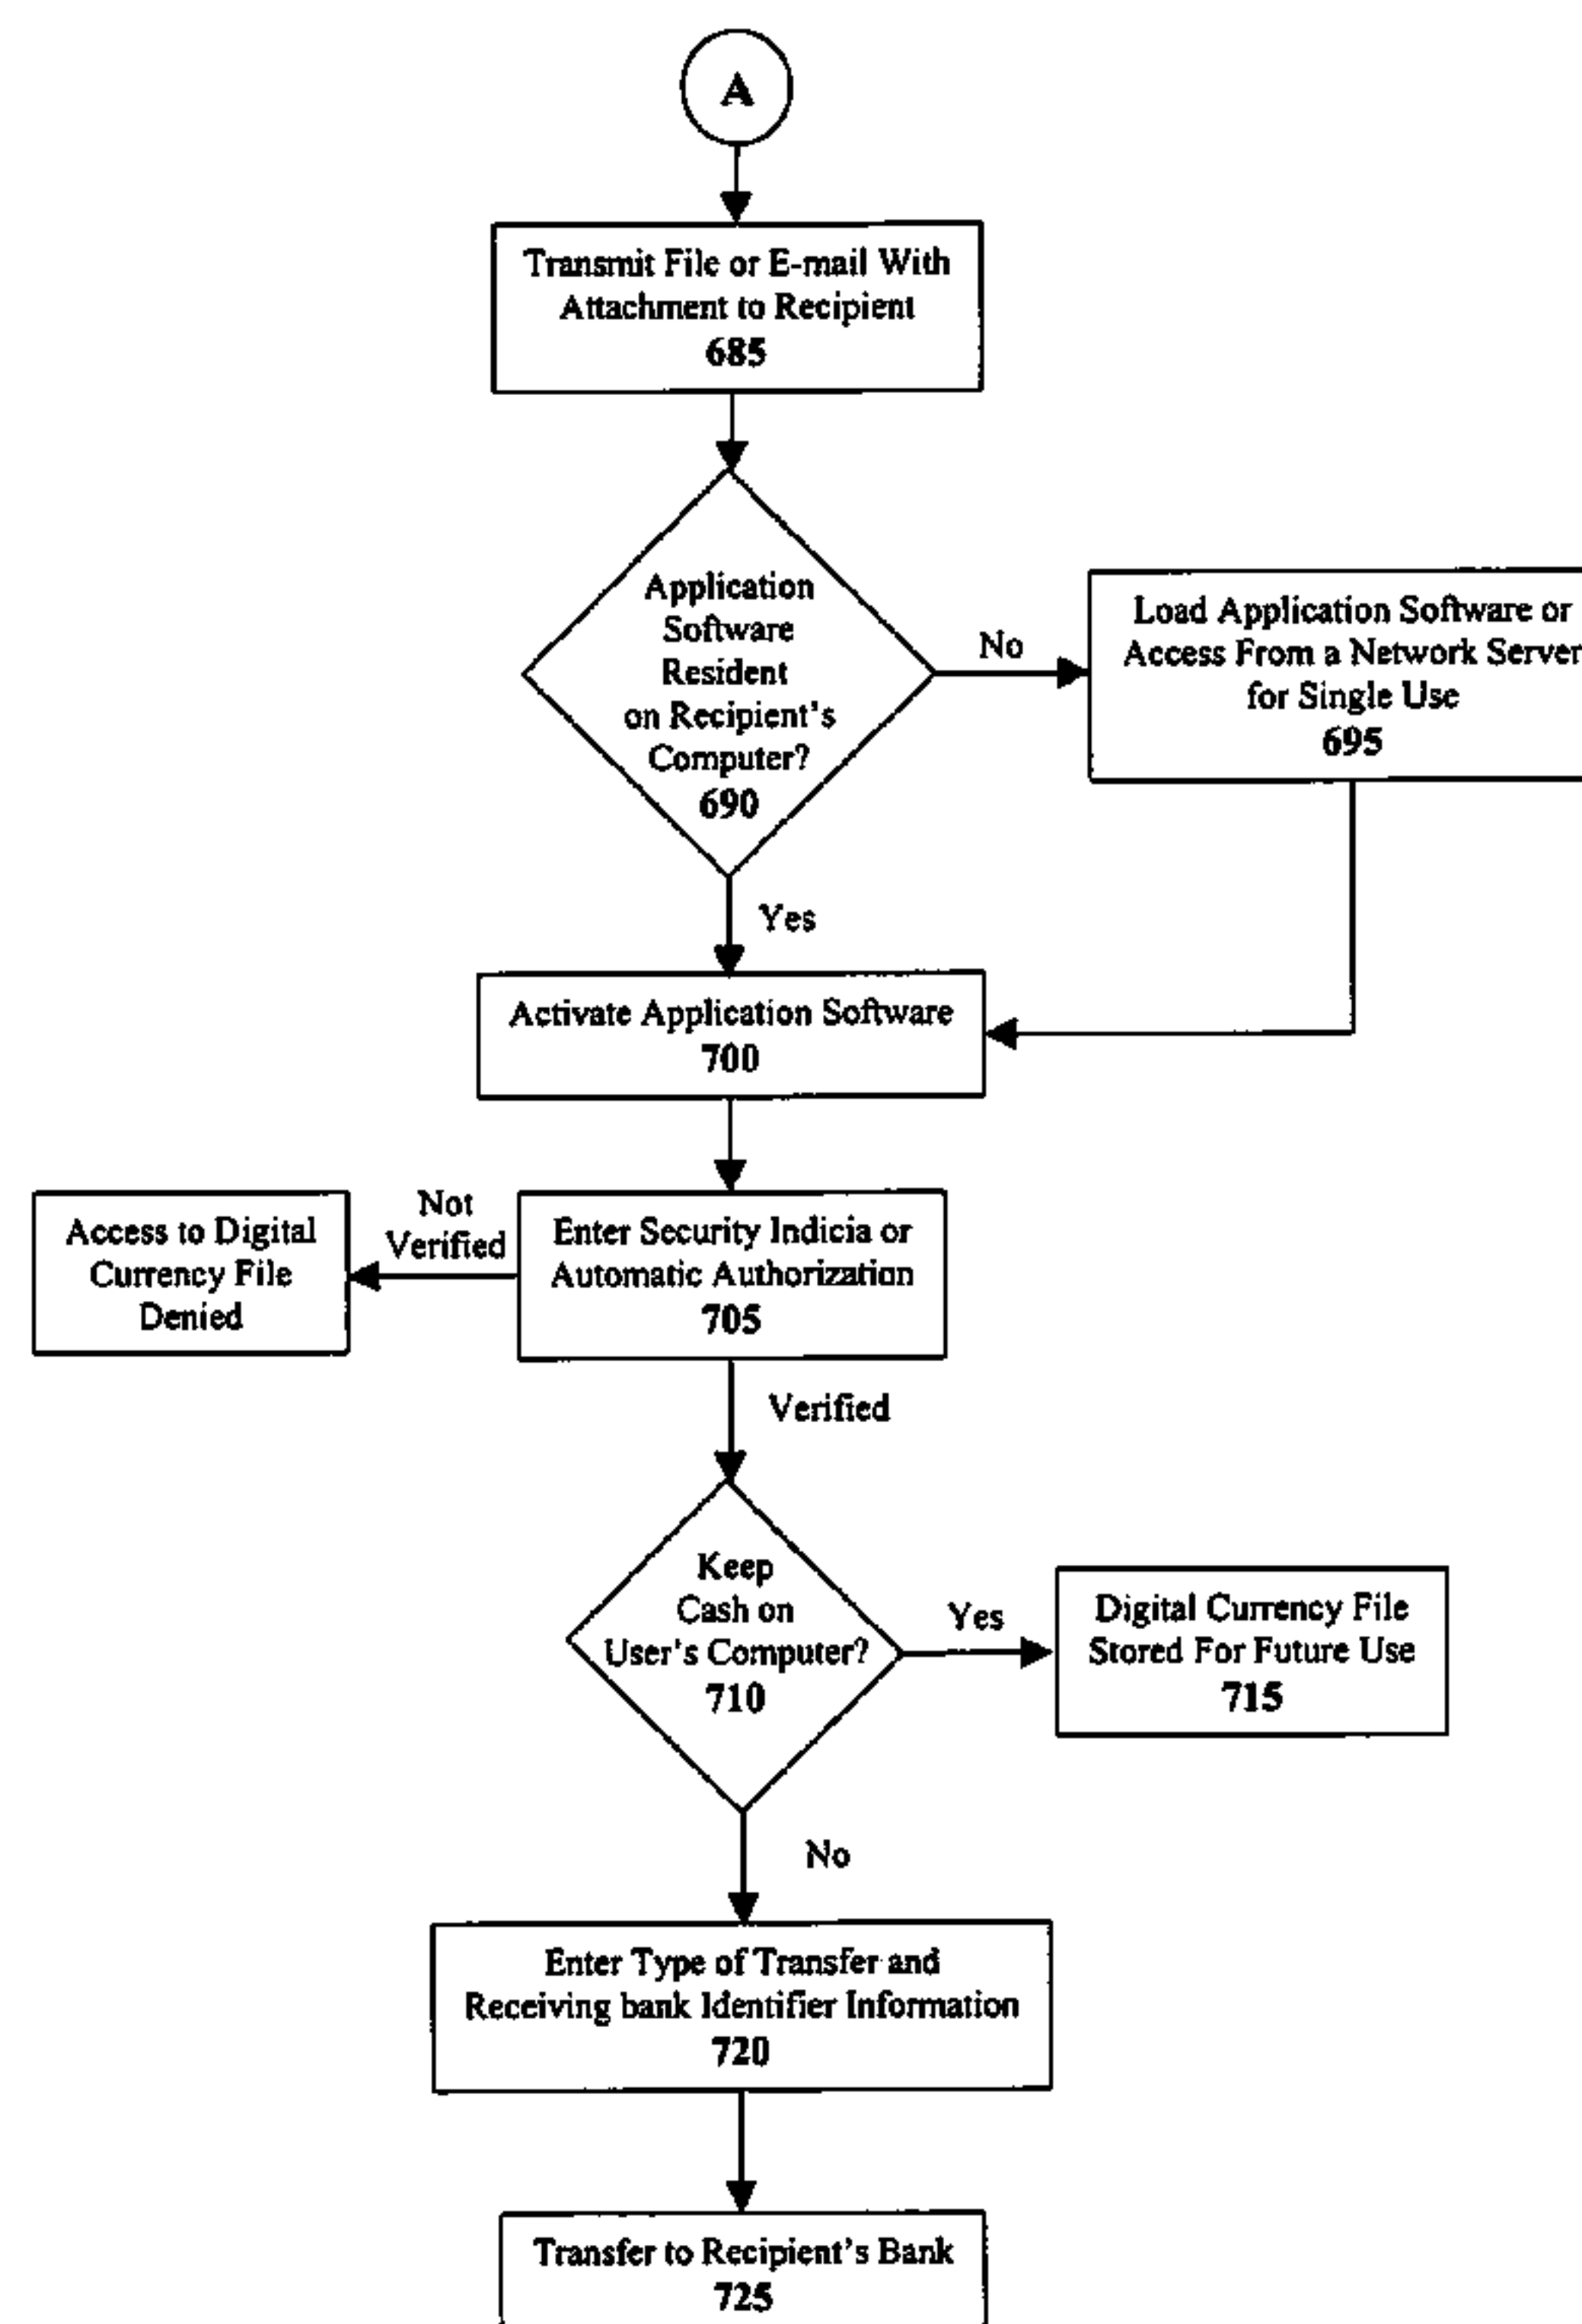 A
Transmit File or E-mail With
Attachment to Recipient
685
Application
Software
Resident
on Recipient's
Computer?
690
No
Load Application Software or
Access From a Network Server
for Single Use
695
Yes
Activate Application Software
700
Access to Digital
Currency File
Denied
Not
Verified
Enter Security Indicia or
Automatic Authorization
705
Verified
Keep
Cash on
User's Computer?
710
Yes
Digital Currency File
Stored For Future Use
715
No
Enter Type of Transfer and
Receiving bank Identifier Information
720
Transfer to Recipient's Bank
725